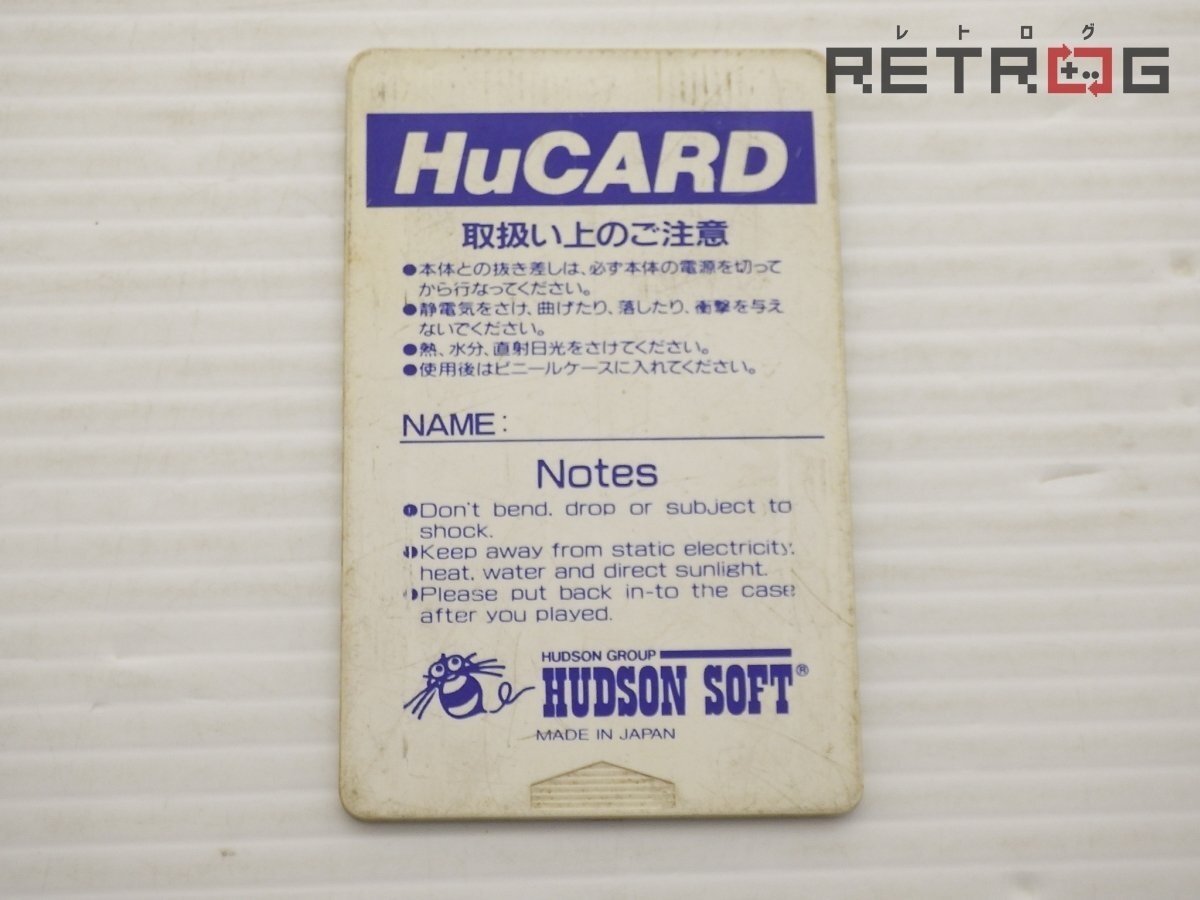 レトログ
RETROG
HuCARD
取扱い上のご注意
●本体との抜き差しは、必ず本体の電源を切って
から行なってください。
●静電気をさけ、曲げたり、落したり、衝撃を与え
ないでください。
●熱、水分、直射日光をさけてください。
●使用後はビニールケースに入れてください。
NAME:
Notes
●Don't bend, drop or subject to
shock.
●Keep away from static electricity,
heat, water and direct sunlight.
●Please put back in-to the case
after you played.
HUDSON GROUP
HUDSON SOFT®
MADE IN JAPAN